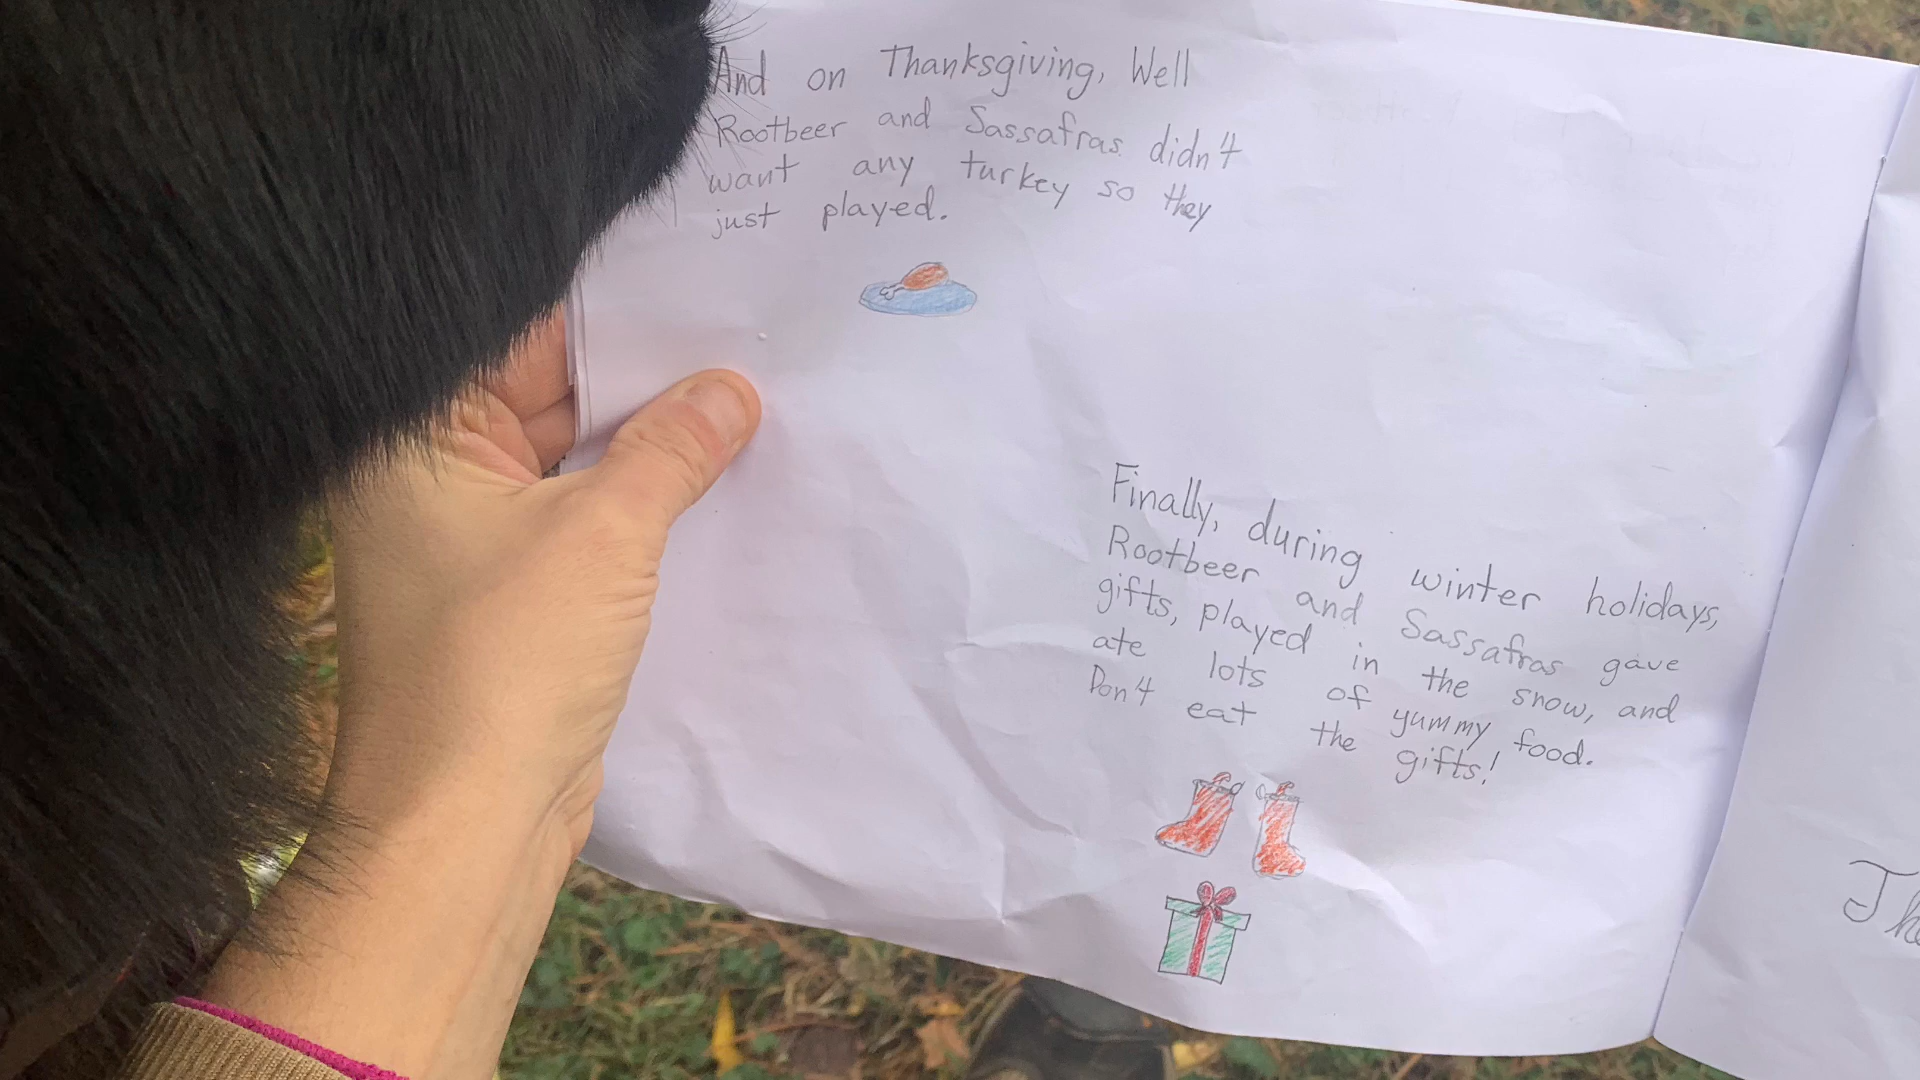 And on Thanksgiving, Well
Rootbeer and Sassafras didn't
want any turkey so they
just played.
Finally, during winter holidays,
Rootbeer and Sassafras gave
gifts, played in the snow, and
ate lots of yummy food.
Don't eat the gifts!